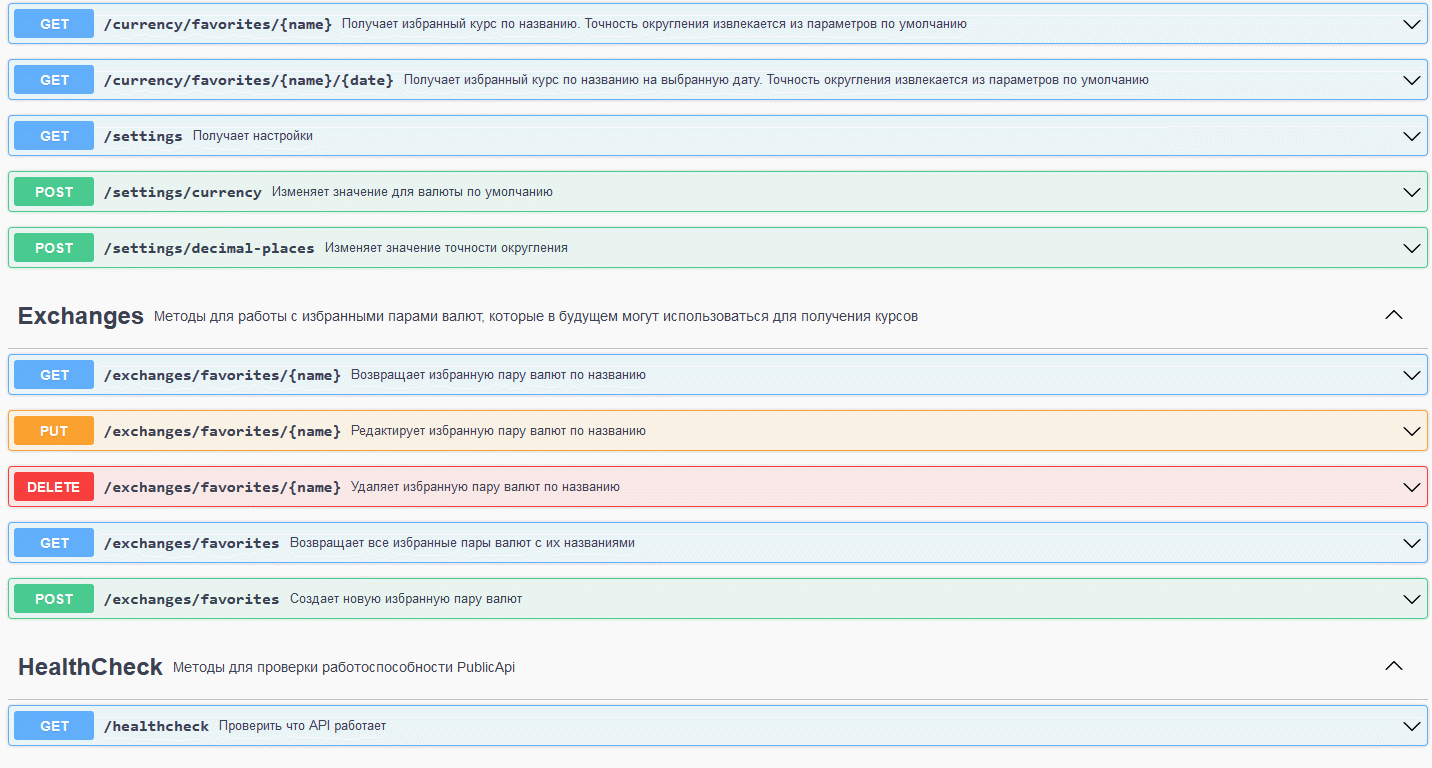 GET /currency/favorites/{name} Получает избранный курс по названию. Точность округления извлекается из параметров по умолчанию
GET /currency/favorites/{name}/{date} Получает избранный курс по названию на выбранную дату. Точность округления извлекается из параметров по умолчанию
GET /settings Получает настройки
POST /settings/currency Изменяет значение для валюты по умолчанию
POST /settings/decimal-places Изменяет значение точности округления
Exchanges Методы для работы с избранными парами валют, которые в будущем могут использоваться для получения курсов
GET /exchanges/favorites/{name} Возвращает избранную пару валют по названию
PUT /exchanges/favorites/{name} Редактирует избранную пару валют по названию
DELETE /exchanges/favorites/{name} Удаляет избранную пару валют по названию
GET /exchanges/favorites Возвращает все избранные пары валют с их названиями
POST /exchanges/favorites Создает новую избранную пару валют
HealthCheck Методы для проверки работоспособности PublicApi
GET /healthcheck Проверить что API работает